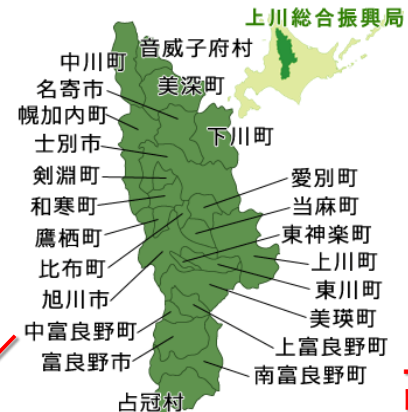 上川総合振興局
音威子府村
中川町
美深町
名寄市
幌加内町
下川町
士別市
剣淵町
愛別町
和寒町
当麻町
鷹栖町
東神楽町
比布町
上川町
旭川市
東川町
美瑛町
中富良野町
上富良野町
富良野市
南富良野町
占冠村